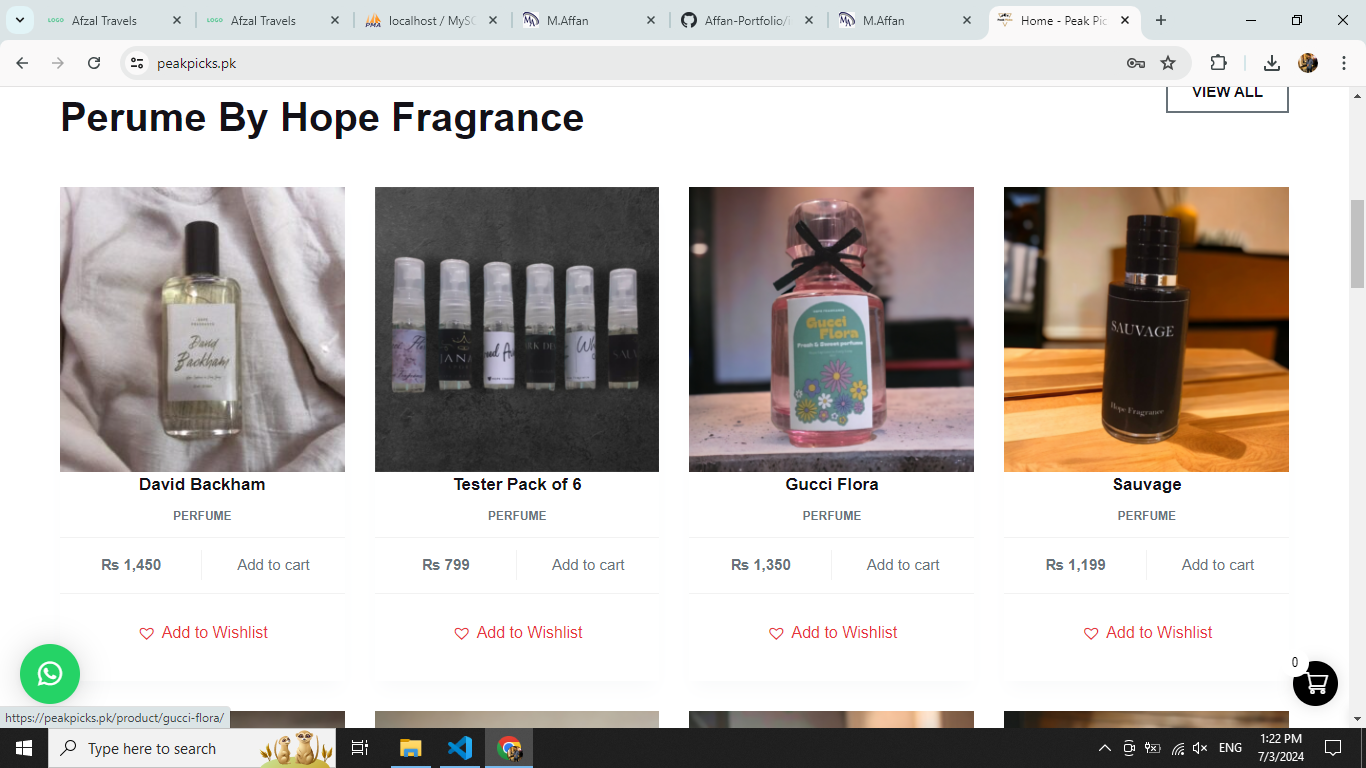 Afzal Travels
Afzal Travels
localhost / MySQ
M.Affan
Affan-Portfolio/i
M.Affan
Home - Peak Pic
peakpicks.pk
Perume By Hope Fragrance
VIEW ALL
HOPE
FRAGRANCE
David
Backham
Gucci
Flora
Fresh & Sweet perfume
SAUVAGE
Hope Fragrance
David Backham
Tester Pack of 6
Gucci Flora
Sauvage
PERFUME
PERFUME
PERFUME
PERFUME
Rs 1,450
Add to cart
Rs 799
Add to cart
Rs 1,350
Add to cart
Rs 1,199
Add to cart
Add to Wishlist
Add to Wishlist
Add to Wishlist
Add to Wishlist
0
https://peakpicks.pk/product/gucci-flora/
Type here to search
ENG
1:22 PM
7/3/2024